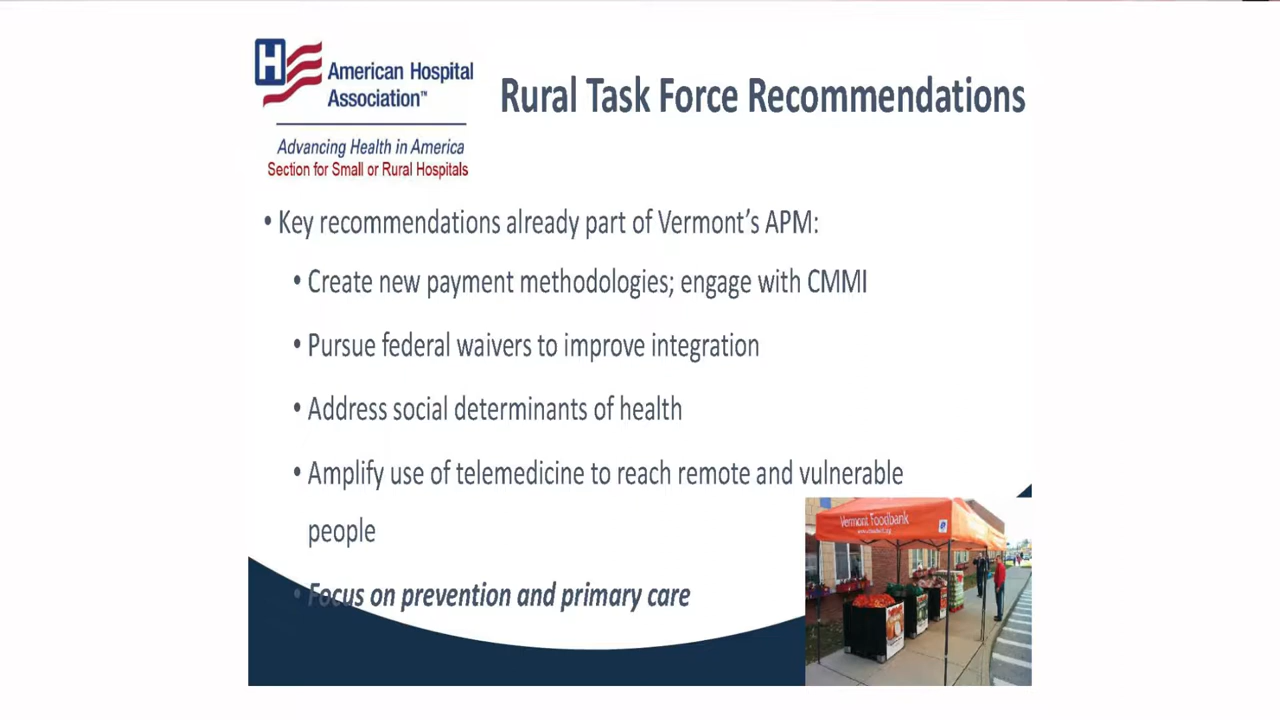 H
American Hospital
Association™
Advancing Health in America
Section for Small or Rural Hospitals
Rural Task Force Recommendations
• Key recommendations already part of Vermont's APM:
• Create new payment methodologies; engage with CMMI
• Pursue federal waivers to improve integration
• Address social determinants of health
• Amplify use of telemedicine to reach remote and vulnerable
people
• Focus on prevention and primary care
Vermont Foodbank